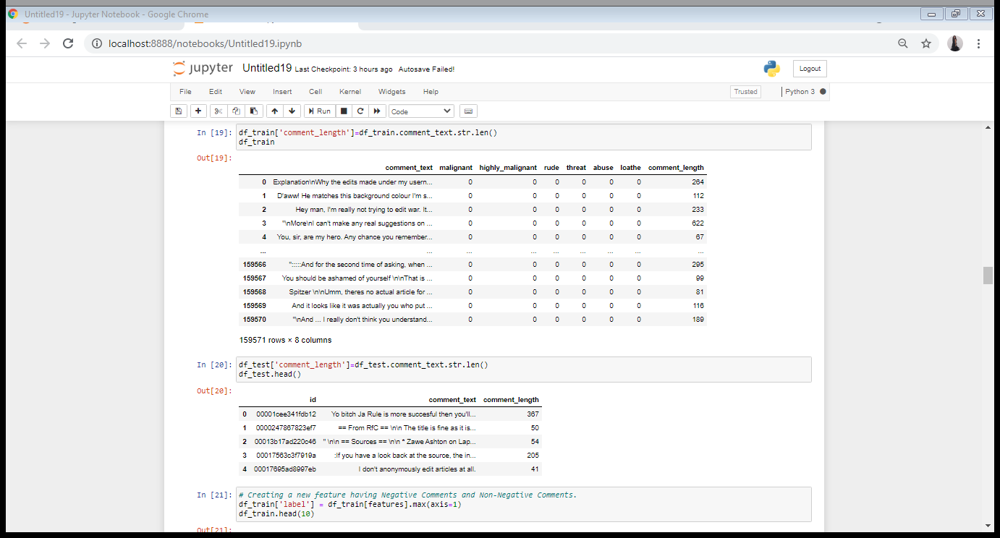 Untitled19 - Jupyter Notebook - Google Chrome
localhost:8888/notebooks/Untitled19.ipynb
jupyter Untitled19 Last Checkpoint: 3 hours ago Autosave Failed! Logout
File Edit View Insert Cell Kernel Widgets Help Trusted Python 3
Run Code
In [19]: df_train['comment_length']=df_train.comment_text.str.len()
df_train
Out[19]:
comment_text malignant highly_malignant rude threat abuse loathe comment_length
0 Explanation\nWhy the edits made under my usern... 0 0 0 0 0 0 264
1 D'aww! He matches this background colour I'm s... 0 0 0 0 0 0 112
2 Hey man, I'm really not trying to edit war. It... 0 0 0 0 0 0 233
3 "\nMore\nI can't make any real suggestions on ... 0 0 0 0 0 0 622
4 You, sir, are my hero. Any chance you remember... 0 0 0 0 0 0 67
... ... ... ... ... ... ... ... ...
159566 ":::::And for the second time of asking, when ... 0 0 0 0 0 0 295
159567 You should be ashamed of yourself \n\nThat is ... 0 0 0 0 0 0 99
159568 Spitzer \n\nUmm, theres no actual article for ... 0 0 0 0 0 0 81
159569 And it looks like it was actually you who put ... 0 0 0 0 0 0 116
159570 "\nAnd ... I really don't think you understand... 0 0 0 0 0 0 189
159571 rows × 8 columns
In [20]: df_test['comment_length']=df_test.comment_text.str.len()
df_test.head()
Out[20]:
id comment_text comment_length
0 00001cee341fdb12 Yo bitch Ja Rule is more succesful then you'll... 367
1 0000247867823ef7 == From RfC == \n\n The title is fine as it is... 50
2 00013b17ad220c46 " \n\n == Sources == \n\n * Zawe Ashton on Lap... 54
3 00017563c3f7919a :If you have a look back at the source, the in... 205
4 00017695ad8997eb I don't anonymously edit articles at all. 41
In [21]: # Creating a new feature having Negative Comments and Non-Negative Comments.
df_train['label'] = df_train[features].max(axis=1)
df_train.head(10)
Out[21]: